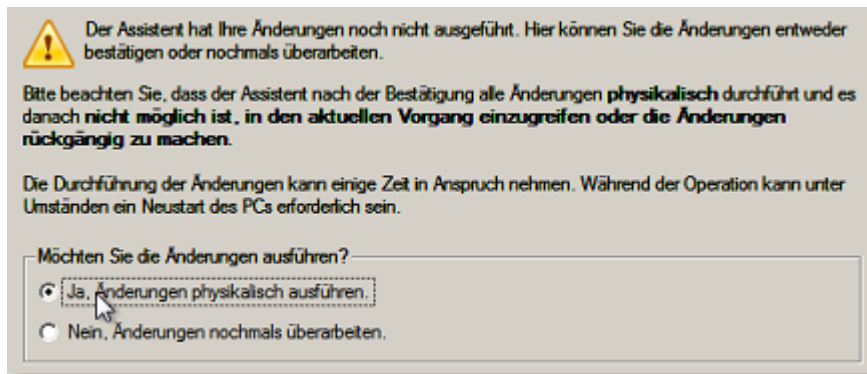 Der Assistent hat Ihre Änderungen noch nicht ausgeführt. Hier können Sie die Änderungen entweder
bestätigen oder nochmals überarbeiten.
Bitte beachten Sie, dass der Assistent nach der Bestätigung alle Änderungen physikalisch durchführt und es
danach nicht möglich ist, in den aktuellen Vorgang einzugreifen oder die Änderungen
rückgängig zu machen.
Die Durchführung der Änderungen kann einige Zeit in Anspruch nehmen. Während der Operation kann unter
Umständen ein Neustart des PCs erforderlich sein.
Möchten Sie die Änderungen ausführen?
Ja, Änderungen physikalisch ausführen.
Nein, Änderungen nochmals überarbeiten.